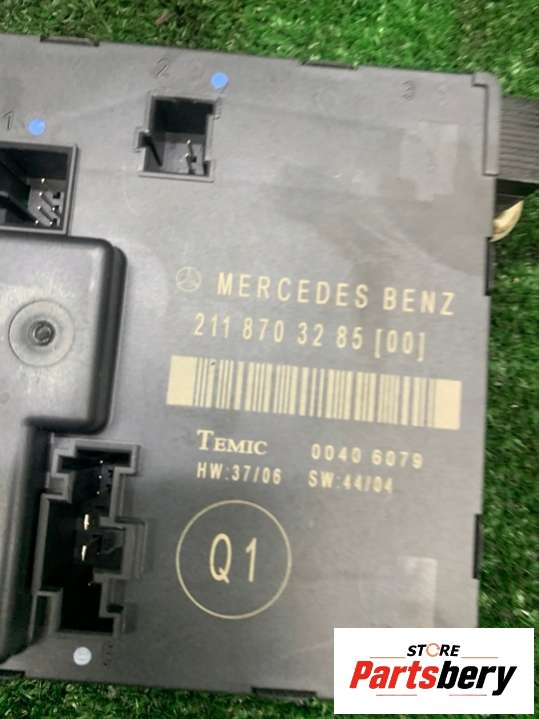 2
3
1
MERCEDES BENZ
211 870 32 85 [00]
TEMIC 0040 6079
HW:37/06 SW:44/04
Q1
STORE
Partsbery